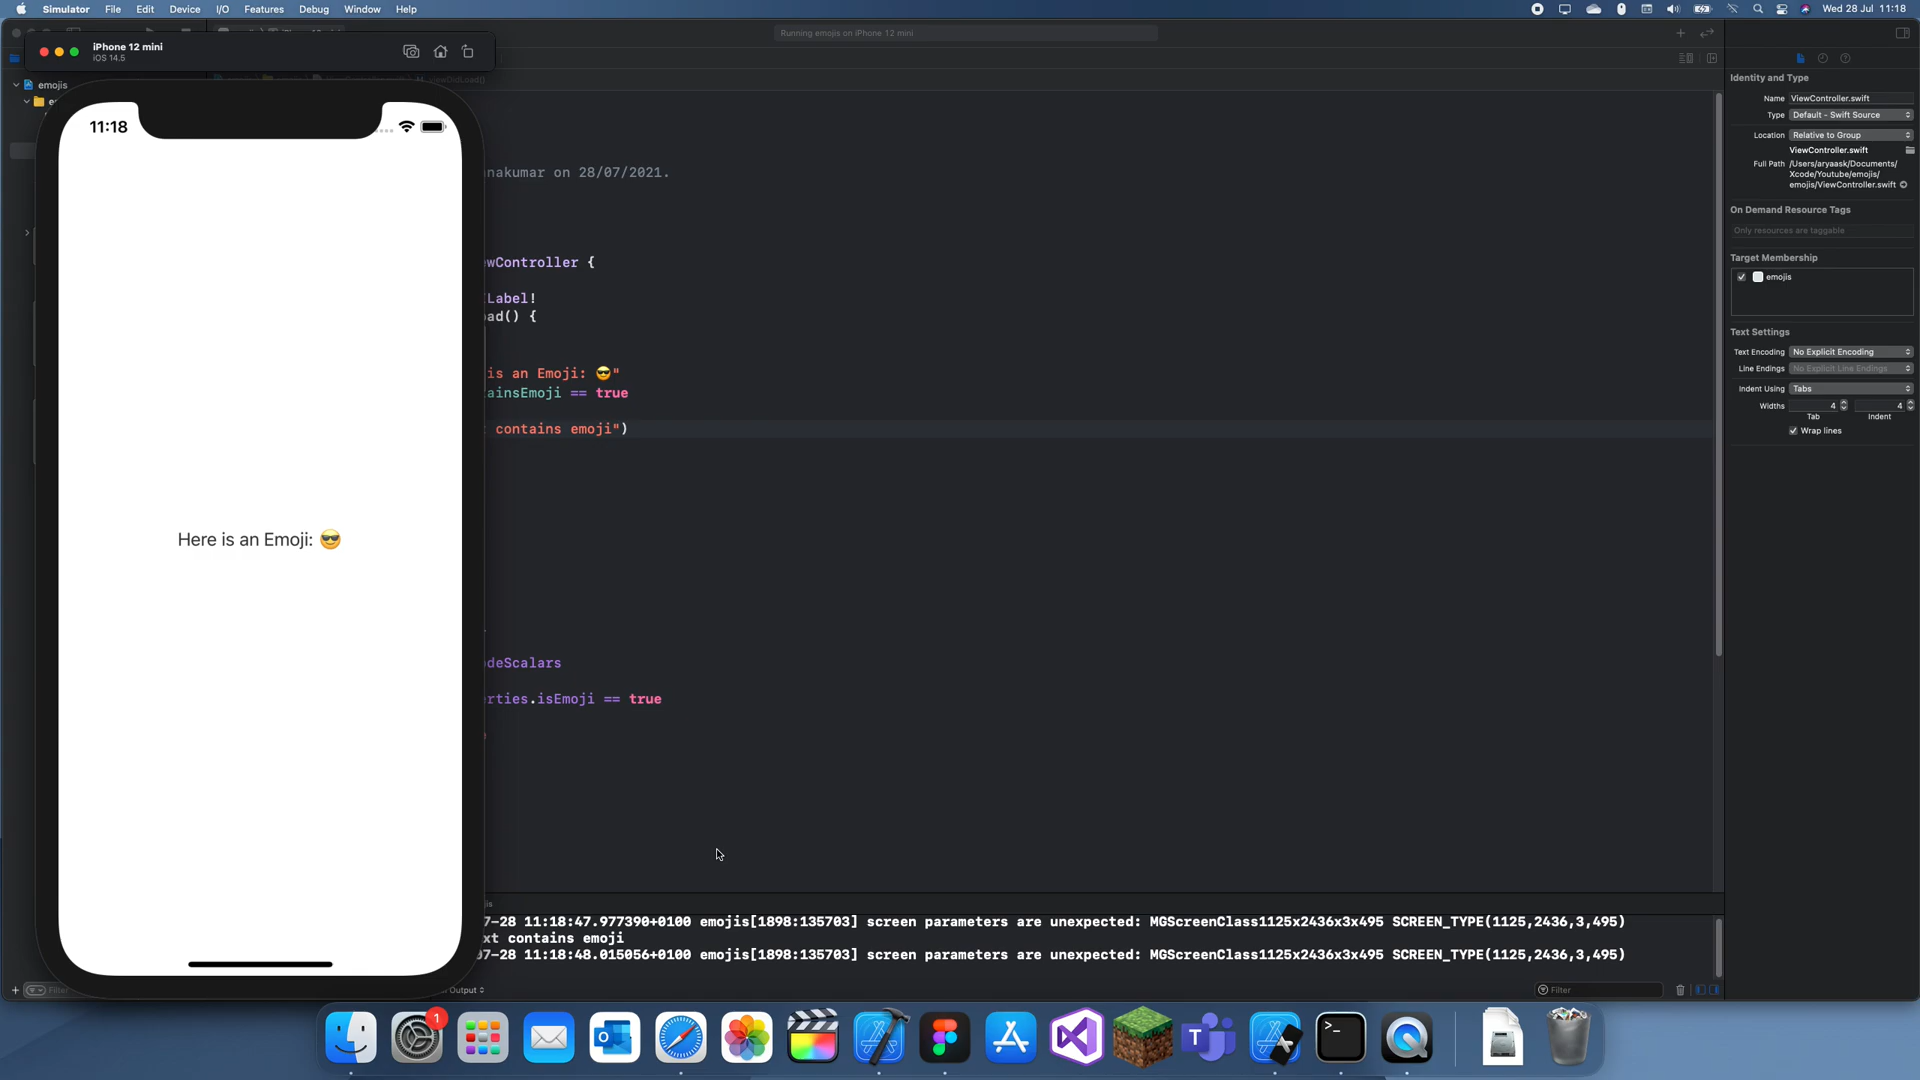 Simulator File Edit Device I/O Features Debug Window Help
Wed 28 Jul 11:18
Running emojis on iPhone 12 mini
iPhone 12 mini
iOS 14.5
emojis
11:18
Here is an Emoji: 😎
nakumar on 28/07/2021.
wController {
Label!
ad() {
is an Emoji: 😎"
ainsEmoji == true
contains emoji")
deScalars
erties.isEmoji == true
7-28 11:18:47.977390+0100 emojis[1898:135703] screen parameters are unexpected: MGScreenClass1125x2436x3x495 SCREEN_TYPE(1125,2436,3,495)
xt contains emoji
7-28 11:18:48.015056+0100 emojis[1898:135703] screen parameters are unexpected: MGScreenClass1125x2436x3x495 SCREEN_TYPE(1125,2436,3,495)
Filter
Output
Filter
Identity and Type
Name ViewController.swift
Type Default - Swift Source
Location Relative to Group
ViewController.swift
Full Path /Users/aryaask/Documents/
Xcode/Youtube/emojis/
emojis/ViewController.swift
On Demand Resource Tags
Only resources are taggable
Target Membership
emojis
Text Settings
Text Encoding No Explicit Encoding
Line Endings No Explicit Line Endings
Indent Using Tabs
Widths 4 4
Tab Indent
Wrap lines
1